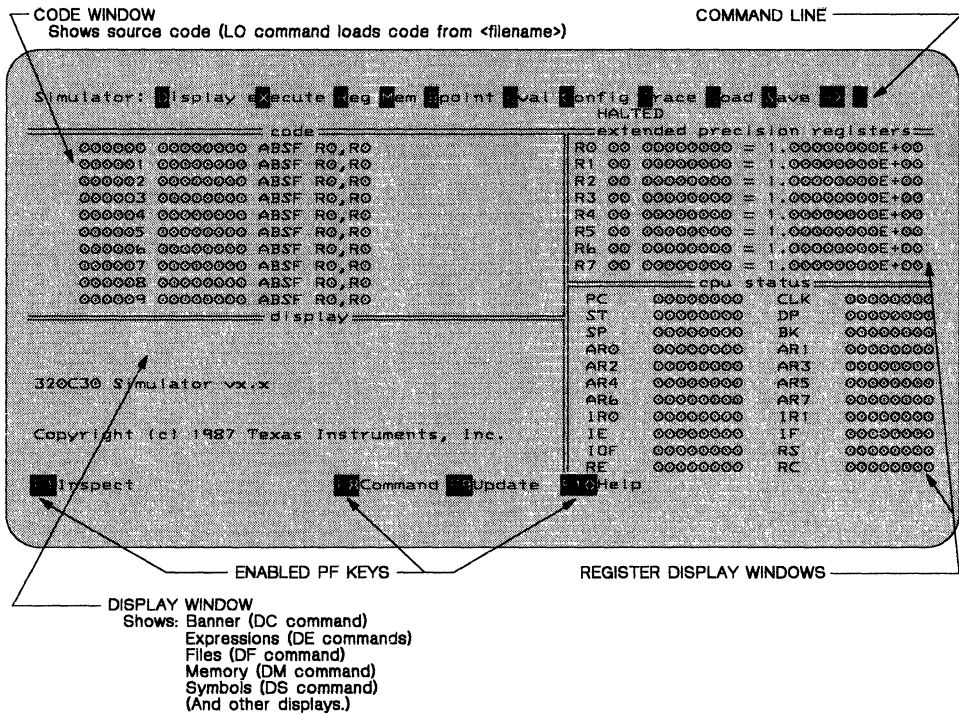 CODE WINDOW
Shows source code (LO command loads code from <filename>)
COMMAND LINE
Simulator: Display eXecute Reg Mem Bpoint Eval Config Trace Load Save
HALTED
code
extended precision registers
000000 00000000 ABSF R0,R0
000001 00000000 ABSF R0,R0
000002 00000000 ABSF R0,R0
000003 00000000 ABSF R0,R0
000004 00000000 ABSF R0,R0
000005 00000000 ABSF R0,R0
000006 00000000 ABSF R0,R0
000007 00000000 ABSF R0,R0
000008 00000000 ABSF R0,R0
000009 00000000 ABSF R0,R0
R0 00 00000000 = 1.00000000E+00
R1 00 00000000 = 1.00000000E+00
R2 00 00000000 = 1.00000000E+00
R3 00 00000000 = 1.00000000E+00
R4 00 00000000 = 1.00000000E+00
R5 00 00000000 = 1.00000000E+00
R6 00 00000000 = 1.00000000E+00
R7 00 00000000 = 1.00000000E+00
cpu status
PC 00000000 CLK 00000000
ST 00000000 DP 00000000
SP 00000000 BK 00000000
AR0 00000000 AR1 00000000
AR2 00000000 AR3 00000000
AR4 00000000 AR5 00000000
AR6 00000000 AR7 00000000
IR0 00000000 IR1 00000000
IE 00000000 IF 00000000
IOF 00000000 RS 00000000
RE 00000000 RC 00000000
display
320C30 Simulator vx.x
Copyright (c) 1987 Texas Instruments, Inc.
Inspect Command Update Help
ENABLED PF KEYS
REGISTER DISPLAY WINDOWS
DISPLAY WINDOW
Shows: Banner (DC command)
Expressions (DE commands)
Files (DF command)
Memory (DM command)
Symbols (DS command)
(And other displays.)